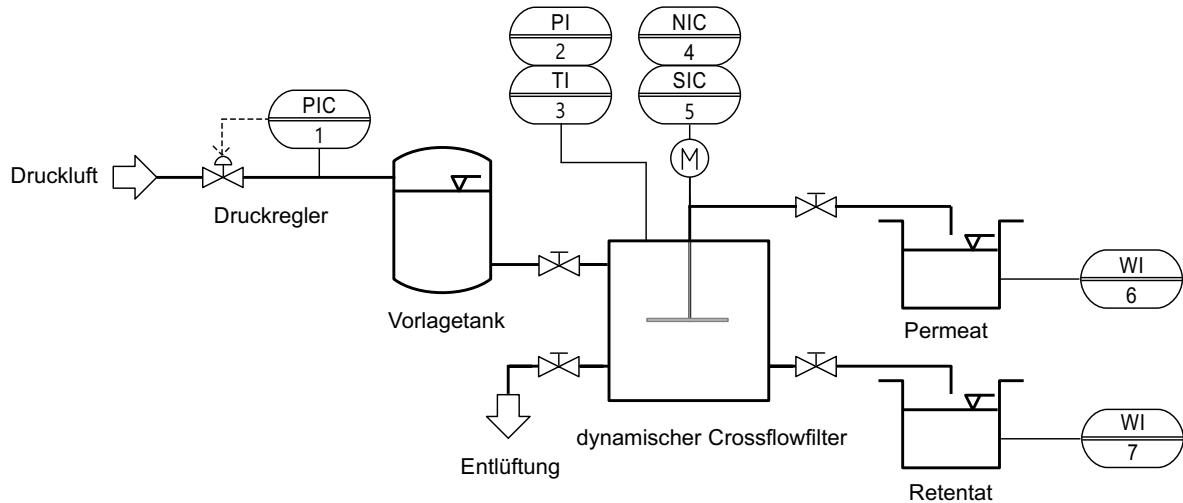 PI
2
TI
3
NIC
4
SIC
5
M
PIC
1
Druckluft
Druckregler
Vorlagetank
WI
6
Permeat
dynamischer Crossflowfilter
Entlüftung
WI
7
Retentat